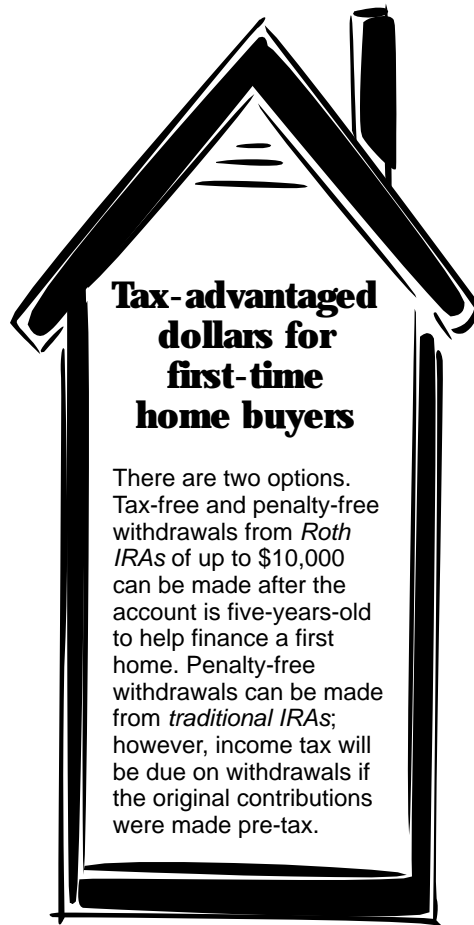 Tax-advantaged
dollars for
first-time
home buyers
There are two options.
Tax-free and penalty-free
withdrawals from Roth
IRAs of up to $10,000
can be made after the
account is five-years-old
to help finance a first
home. Penalty-free
withdrawals can be made
from traditional IRAs;
however, income tax will
be due on withdrawals if
the original contributions
were made pre-tax.